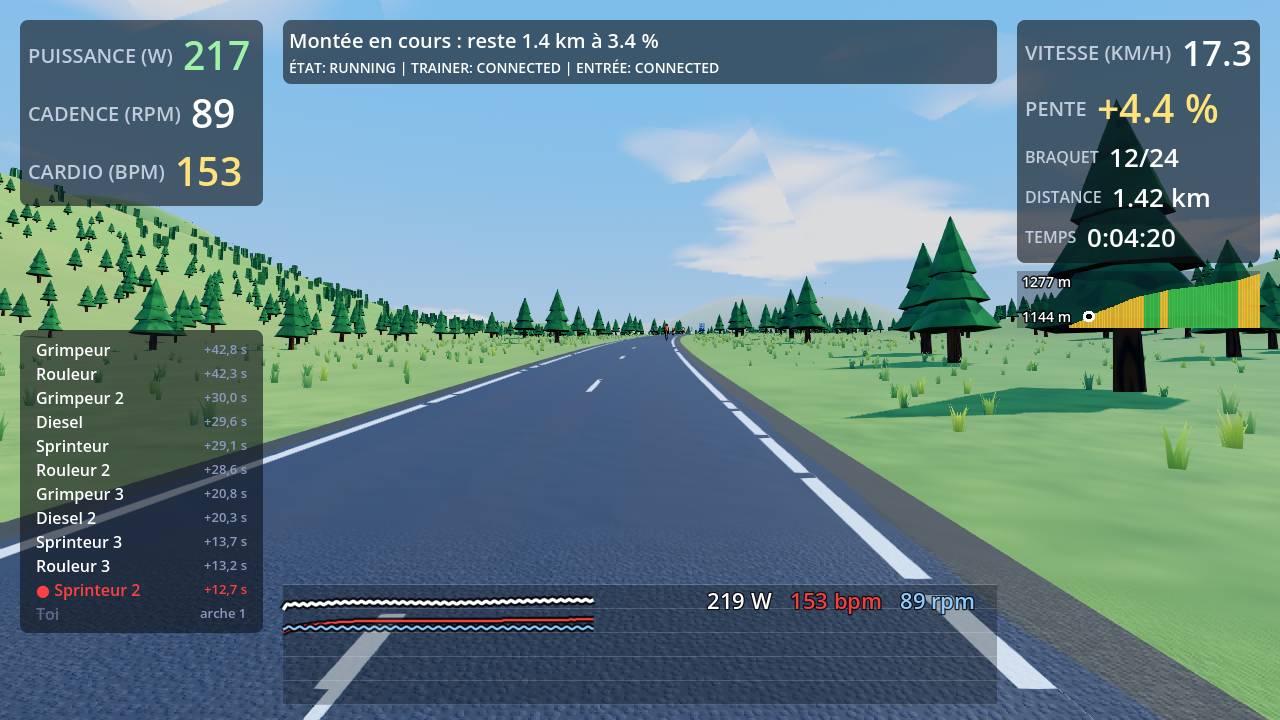 PUISSANCE (W) 217
CADENCE (RPM) 89
CARDIO (BPM) 153
Montée en cours : reste 1.4 km à 3.4 %
ÉTAT: RUNNING | TRAINER: CONNECTED | ENTRÉE: CONNECTED
VITESSE (KM/H) 17.3
PENTE +4.4 %
BRAQUET 12/24
DISTANCE 1.42 km
TEMPS 0:04:20
1277 m
1144 m
Grimpeur +42,8 s
Rouleur +42,3 s
Grimpeur 2 +30,0 s
Diesel +29,6 s
Sprinteur +29,1 s
Rouleur 2 +28,6 s
Grimpeur 3 +20,8 s
Diesel 2 +20,3 s
Sprinteur 3 +13,7 s
Rouleur 3 +13,2 s
Sprinteur 2 +12,7 s
Toi arche 1
219 W 153 bpm 89 rpm